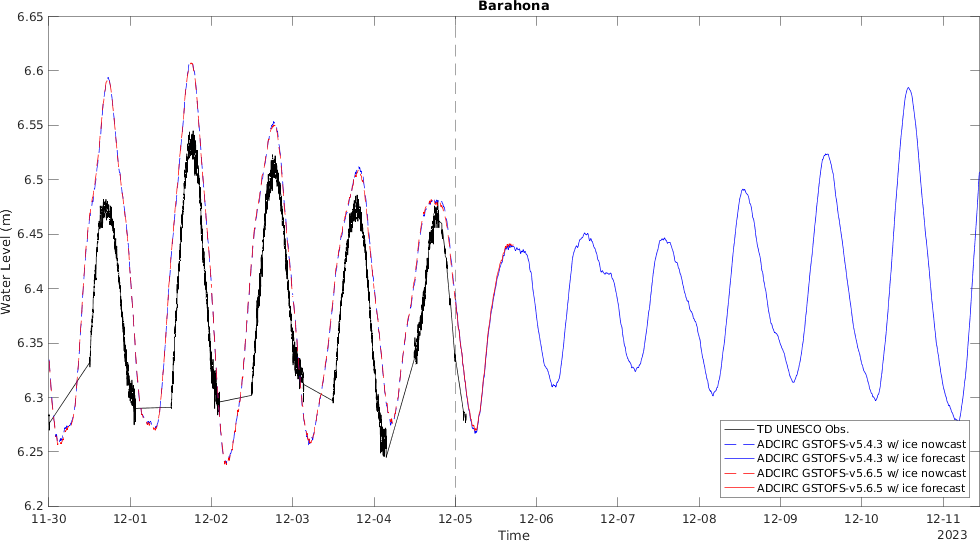 Barahona
6.65
6.6
6.55
6.5
6.45
6.4
6.35
6.3
6.25
6.2
Water Level (m)
TD UNESCO Obs.
ADCIRC GSTOFS-v5.4.3 w/ ice nowcast
ADCIRC GSTOFS-v5.4.3 w/ ice forecast
ADCIRC GSTOFS-v5.6.5 w/ ice nowcast
ADCIRC GSTOFS-v5.6.5 w/ ice forecast
11-30 12-01 12-02 12-03 12-04 12-05 12-06 12-07 12-08 12-09 12-10 12-11
Time
2023